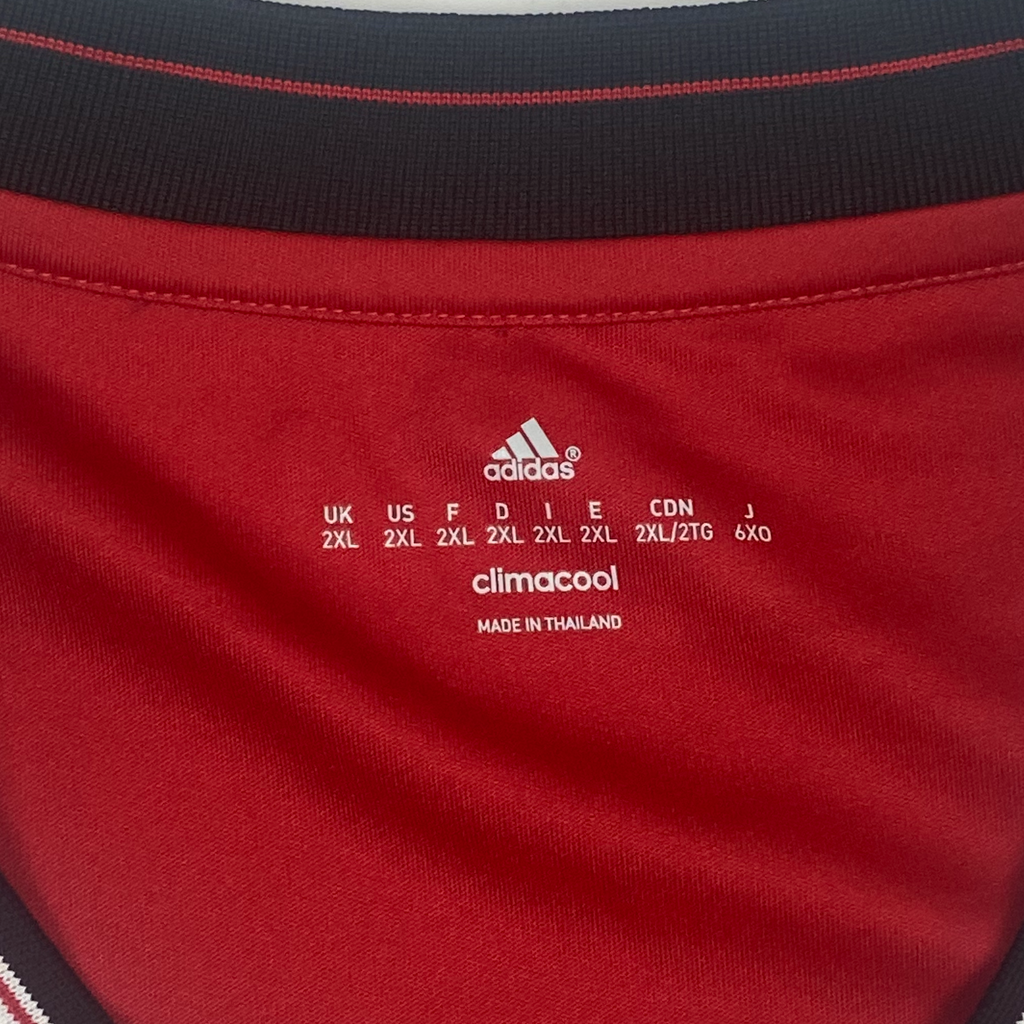 adidas®
UK US F D I E CDN J
2XL 2XL 2XL 2XL 2XL 2XL 2XL/2TG 6XO
climacool
MADE IN THAILAND